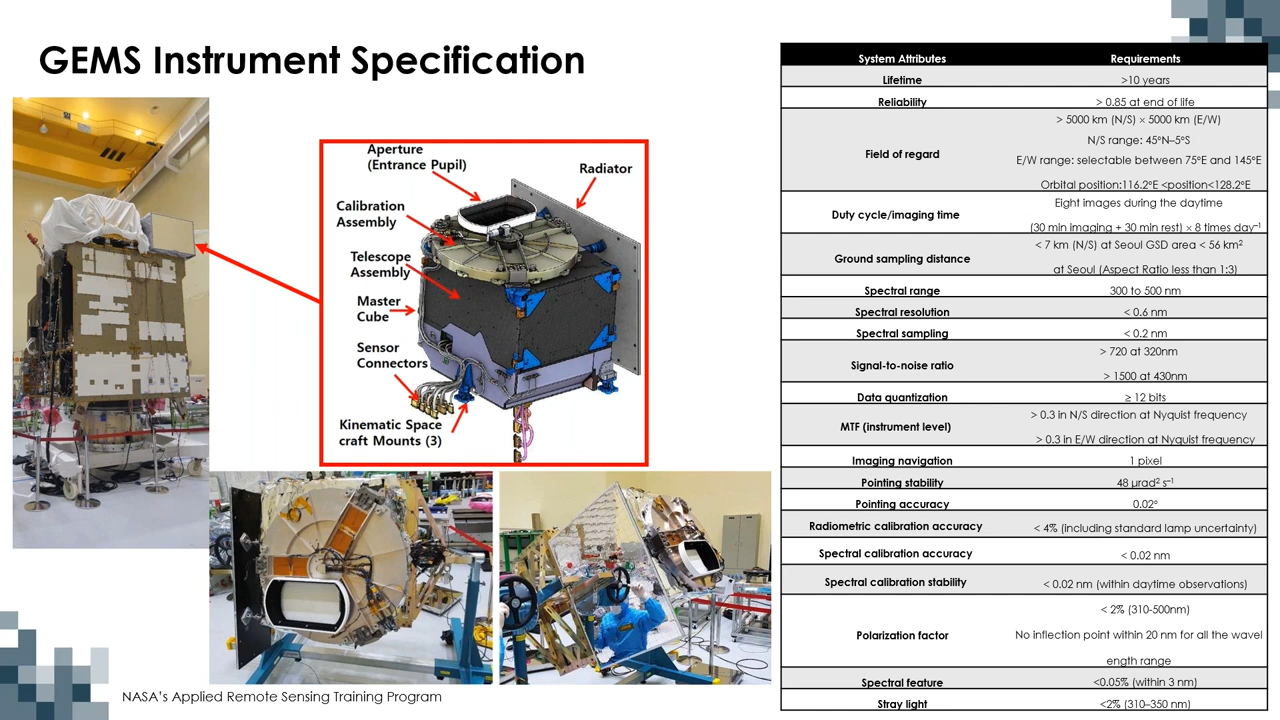 GEMS Instrument Specification
Aperture
(Entrance Pupil)
Radiator
Calibration
Assembly
Telescope
Assembly
Master
Cube
Sensor
Connectors
Kinematic Space
craft Mounts (3)
System Attributes Requirements
Lifetime >10 years
Reliability > 0.85 at end of life
Field of regard
> 5000 km (N/S) × 5000 km (E/W)
N/S range: 45°N–5°S
E/W range: selectable between 75°E and 145°E
Orbital position:116.2°E <position<128.2°E
Duty cycle/imaging time
Eight images during the daytime
(30 min imaging + 30 min rest) × 8 times day⁻¹
Ground sampling distance
< 7 km (N/S) at Seoul GSD area < 56 km²
at Seoul (Aspect Ratio less than 1:3)
Spectral range 300 to 500 nm
Spectral resolution < 0.6 nm
Spectral sampling < 0.2 nm
Signal-to-noise ratio
> 720 at 320nm
> 1500 at 430nm
Data quantization ≥ 12 bits
MTF (instrument level)
> 0.3 in N/S direction at Nyquist frequency
> 0.3 in E/W direction at Nyquist frequency
Imaging navigation 1 pixel
Pointing stability 48 μrad² s⁻¹
Pointing accuracy 0.02°
Radiometric calibration accuracy < 4% (including standard lamp uncertainty)
Spectral calibration accuracy < 0.02 nm
Spectral calibration stability < 0.02 nm (within daytime observations)
Polarization factor
< 2% (310-500nm)
No inflection point within 20 nm for all the wavel
ength range
Spectral feature <0.05% (within 3 nm)
Stray light <2% (310–350 nm)
NASA's Applied Remote Sensing Training Program